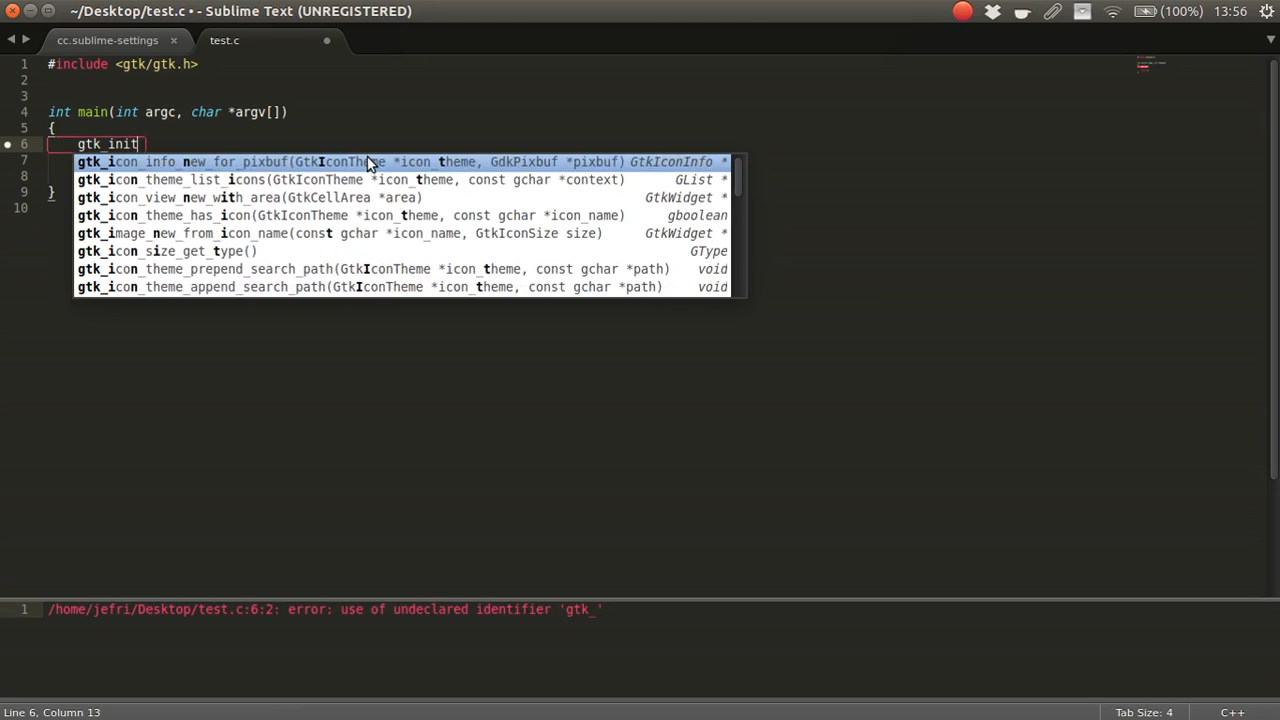 ~/Desktop/test.c • - Sublime Text (UNREGISTERED)
(100%) 13:56
cc.sublime-settings × test.c
1 #include <gtk/gtk.h>
2
3
4 int main(int argc, char *argv[])
5 {
6 gtk_init
7 gtk_icon_info_new_for_pixbuf(GtkIconTheme *icon_theme, GdkPixbuf *pixbuf) GtkIconInfo *
8 gtk_icon_theme_list_icons(GtkIconTheme *icon_theme, const gchar *context) GList *
9 } gtk_icon_view_new_with_area(GtkCellArea *area) GtkWidget *
10 gtk_icon_theme_has_icon(GtkIconTheme *icon_theme, const gchar *icon_name) gboolean
gtk_image_new_from_icon_name(const gchar *icon_name, GtkIconSize size) GtkWidget *
gtk_icon_size_get_type() GType
gtk_icon_theme_prepend_search_path(GtkIconTheme *icon_theme, const gchar *path) void
gtk_icon_theme_append_search_path(GtkIconTheme *icon_theme, const gchar *path) void
1 /home/jefri/Desktop/test.c:6:2: error: use of undeclared identifier 'gtk_'
Line 6, Column 13 Tab Size: 4 C++